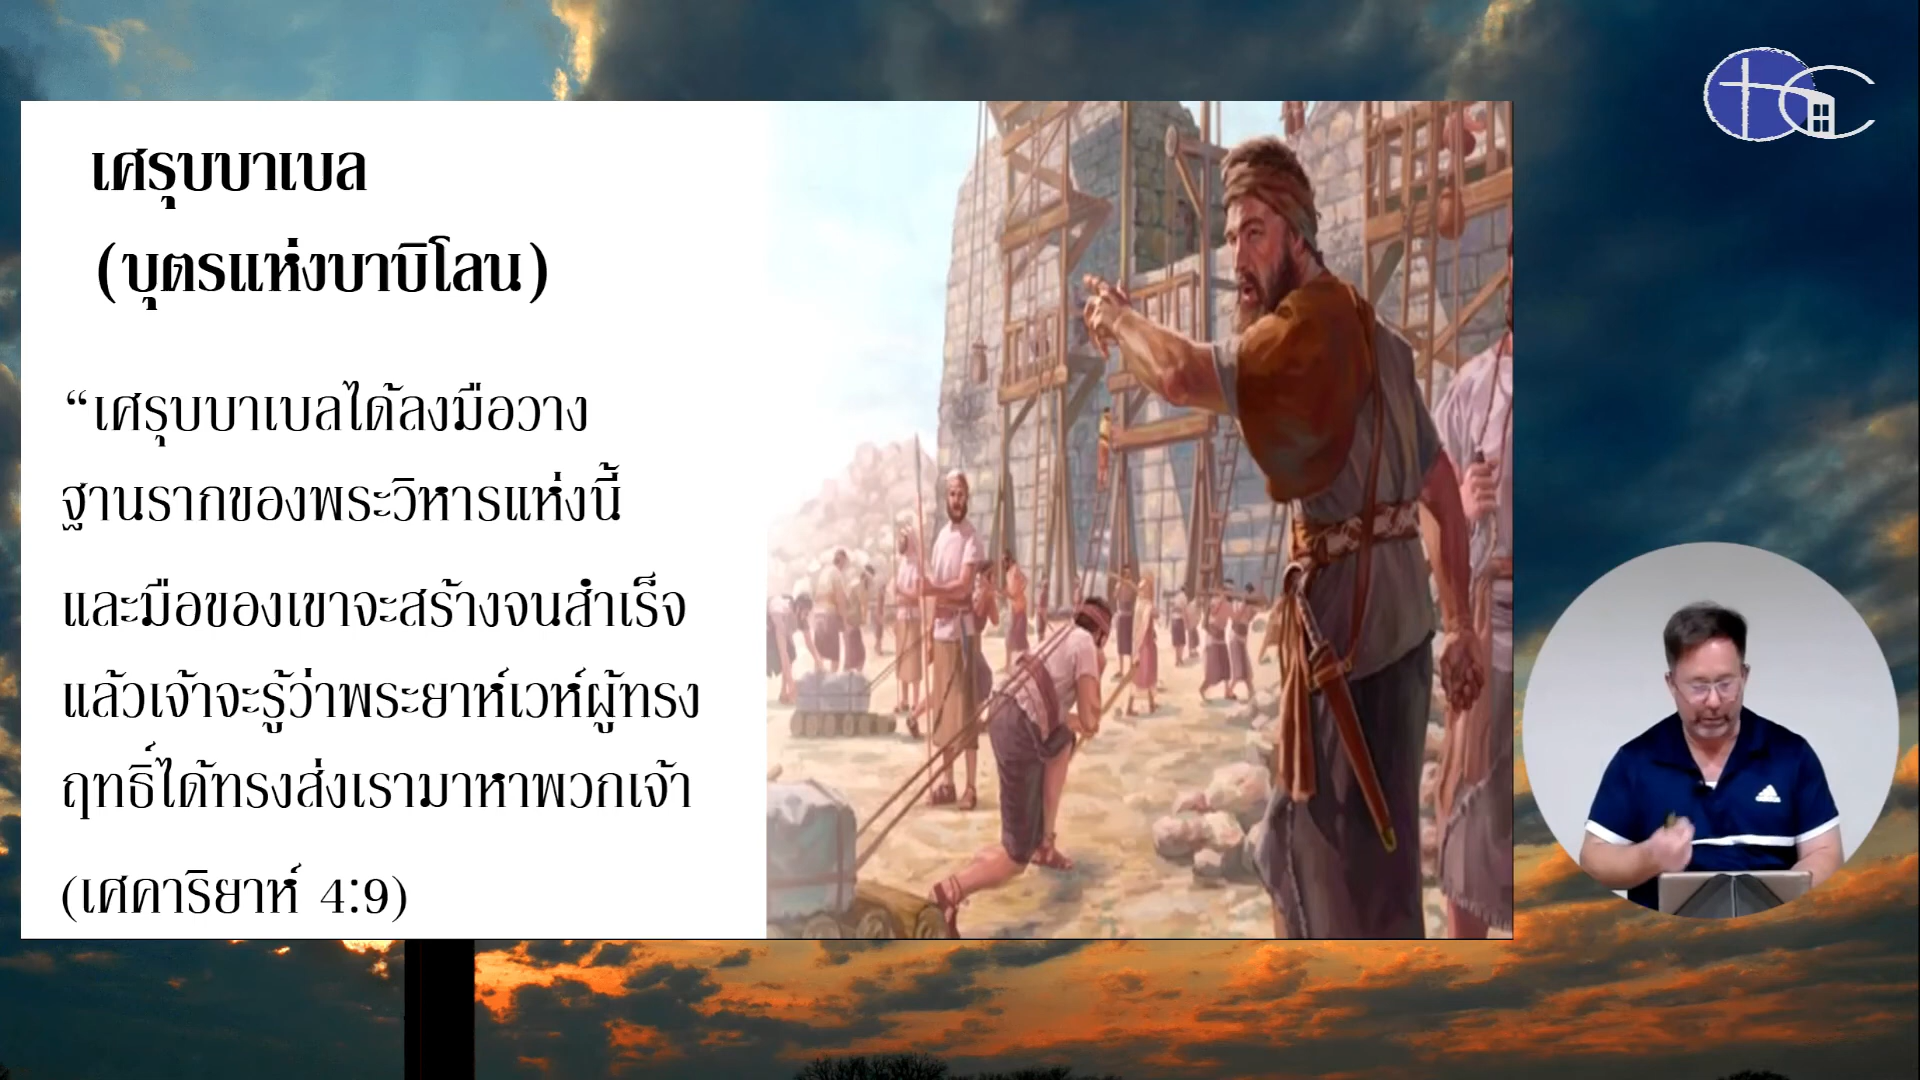 เศรุบบาเบล
(บุตรแห่งบาบิโลน)
“เศรุบบาเบลได้ลงมือวาง
ฐานรากของพระวิหารแห่งนี้
และมือของเขาจะสร้างจนสำเร็จ
แล้วเจ้าจะรู้ว่าพระยาห์เวห์ผู้ทรง
ฤทธิ์ได้ทรงส่งเรามาหาพวกเจ้า
(เศคาริยาห์ 4:9)